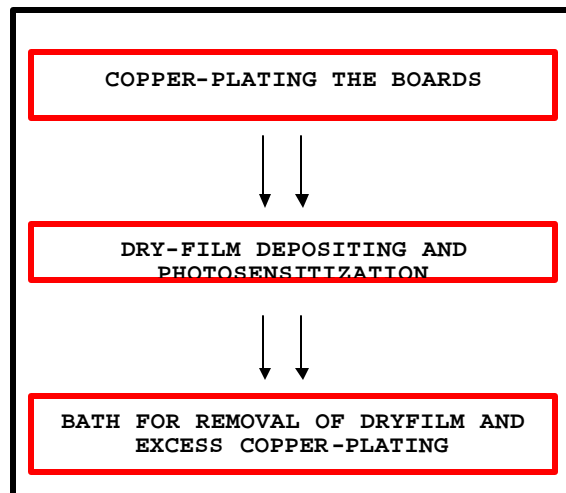 COPPER-PLATING THE BOARDS
DRY-FILM DEPOSITING AND
PHOTOSENSITIZATION
BATH FOR REMOVAL OF DRYFILM AND
EXCESS COPPER-PLATING